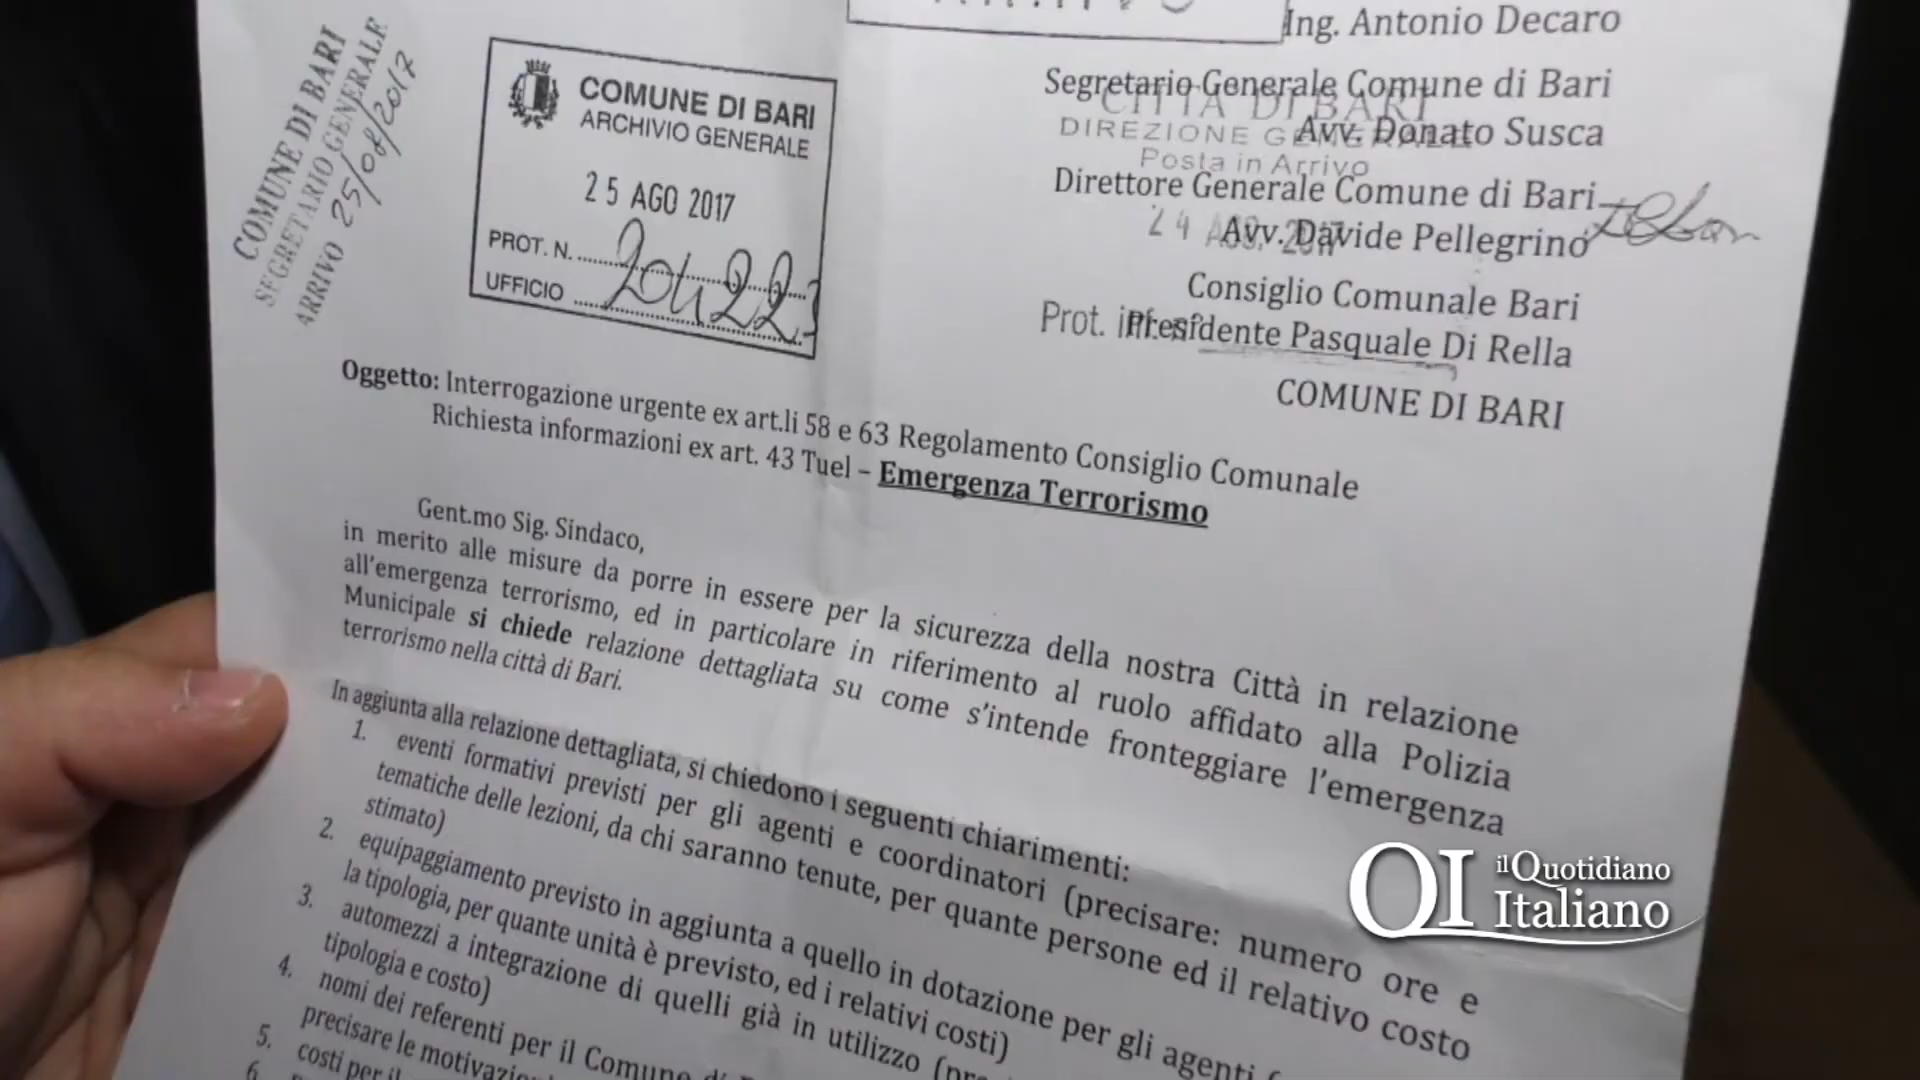 COMUNE DI BARI
SEGRETARIO GENERALE
ARRIVO 25/08/2017
COMUNE DI BARI
ARCHIVIO GENERALE
25 AGO 2017
PROT. N. 204223
UFFICIO
Ing. Antonio Decaro
Segretario Generale Comune di Bari
CITTA DI BARI
Avv. Donato Susca
DIREZIONE GENERALE
Posta in Arrivo
Direttore Generale Comune di Bari
24 AGO. 2017
Avv. Davide Pellegrino
Consiglio Comunale Bari
Prot.
Presidente Pasquale Di Rella
COMUNE DI BARI
Oggetto: Interrogazione urgente ex art.li 58 e 63 Regolamento Consiglio Comunale
Richiesta informazioni ex art. 43 Tuel – Emergenza Terrorismo
Gent.mo Sig. Sindaco,
in merito alle misure da porre in essere per la sicurezza della nostra Città in relazione
all'emergenza terrorismo, ed in particolare in riferimento al ruolo affidato alla Polizia
Municipale si chiede relazione dettagliata su come s'intende fronteggiare l'emergenza
terrorismo nella città di Bari.
In aggiunta alla relazione dettagliata, si chiedono i seguenti chiarimenti:
1. eventi formativi previsti per gli agenti e coordinatori (precisare: numero ore e
tematiche delle lezioni, da chi saranno tenute, per quante persone ed il relativo costo
stimato)
2. equipaggiamento previsto in aggiunta a quello in dotazione per gli agenti (
la tipologia, per quante unità è previsto, ed i relativi costi)
3. automezzi a integrazione di quelli già in utilizzo (pre
tipologia e costo)
4. nomi dei referenti per il Comune di
precisare le motivazioni
5. costi per il
6.
QI il Quotidiano
Italiano